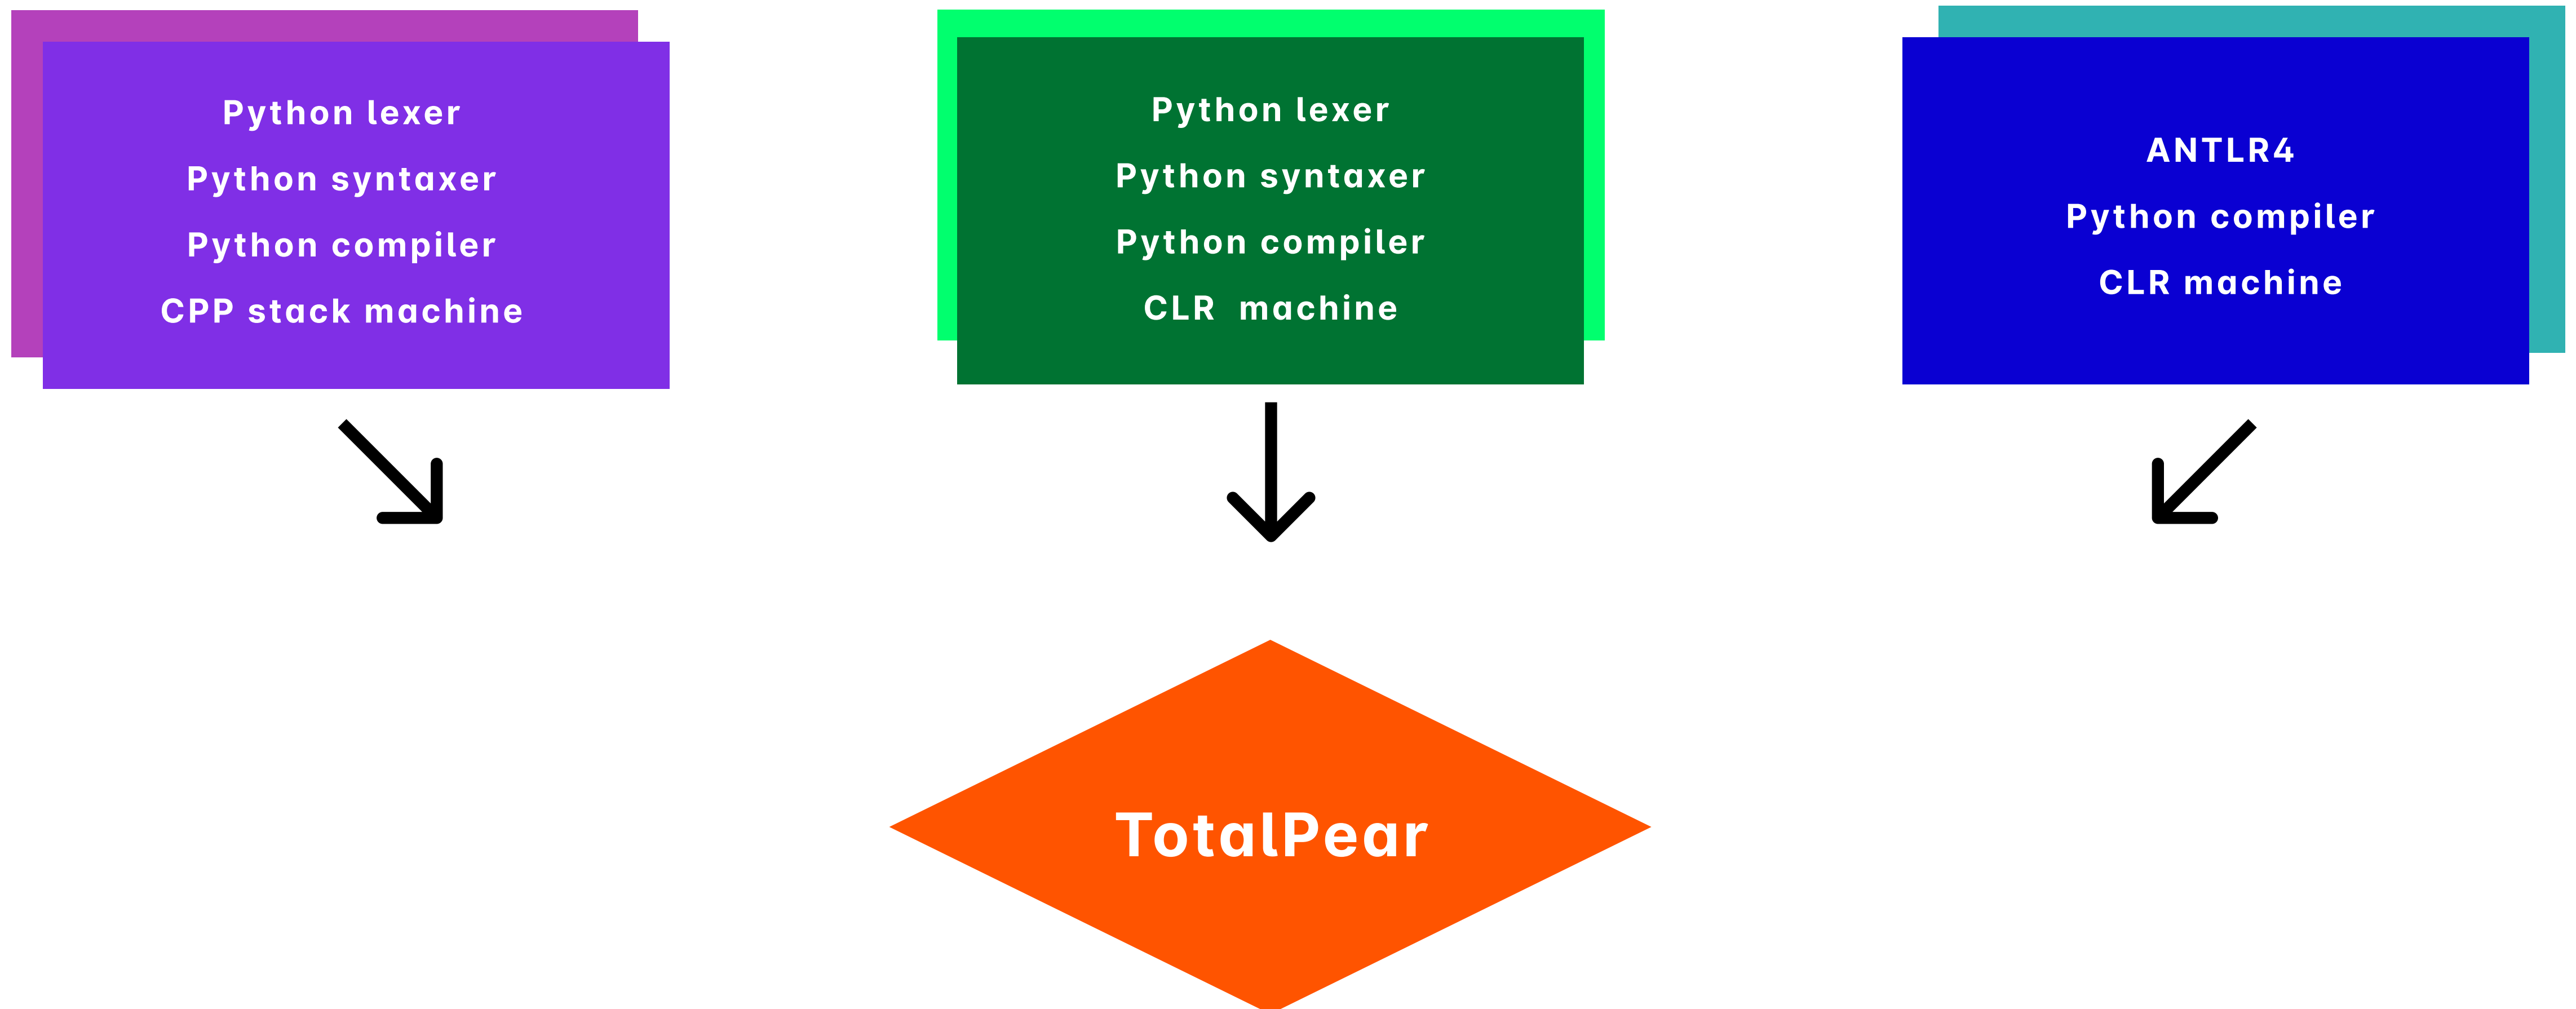 Python lexer
Python syntaxer
Python compiler
CPP stack machine
Python lexer
Python syntaxer
Python compiler
CLR machine
ANTLR4
Python compiler
CLR machine
TotalPear